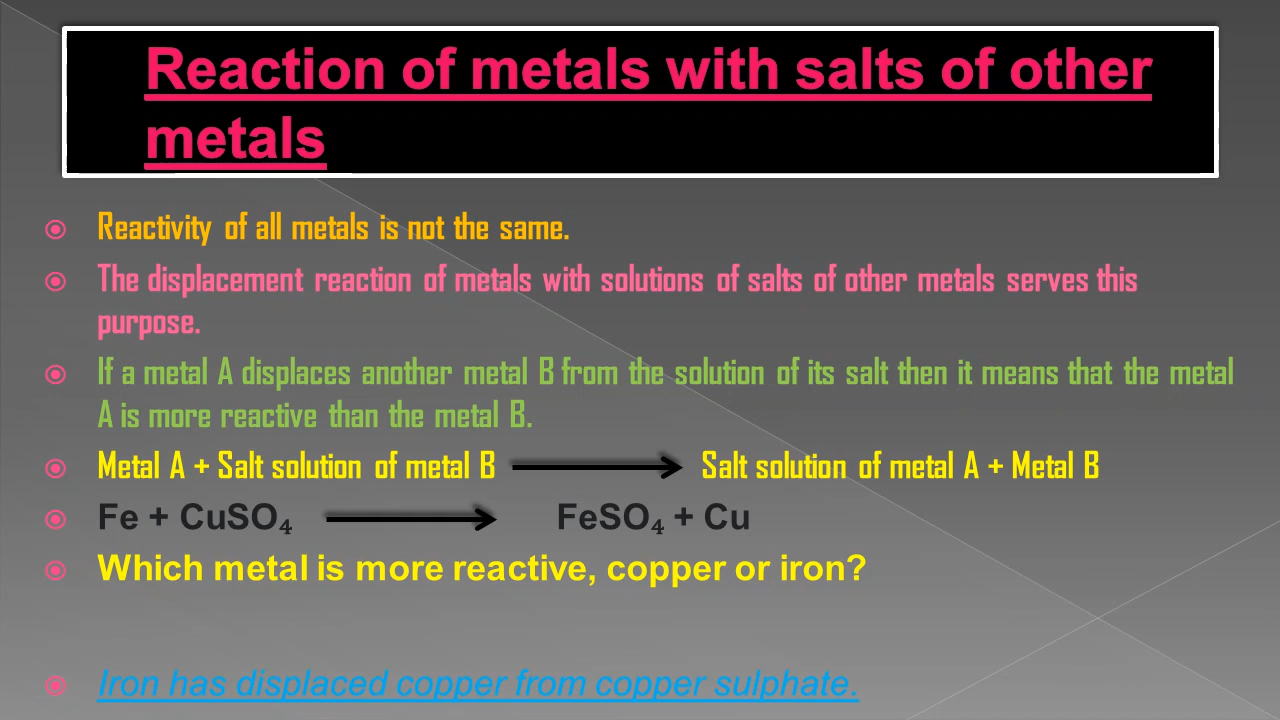 Reaction of metals with salts of other
metals
Reactivity of all metals is not the same.
The displacement reaction of metals with solutions of salts of other metals serves this
purpose.
If a metal A displaces another metal B from the solution of its salt then it means that the metal
A is more reactive than the metal B.
Metal A + Salt solution of metal B ⟶ Salt solution of metal A + Metal B
Fe + CuSO₄ ⟶ FeSO₄ + Cu
Which metal is more reactive, copper or iron?
Iron has displaced copper from copper sulphate.